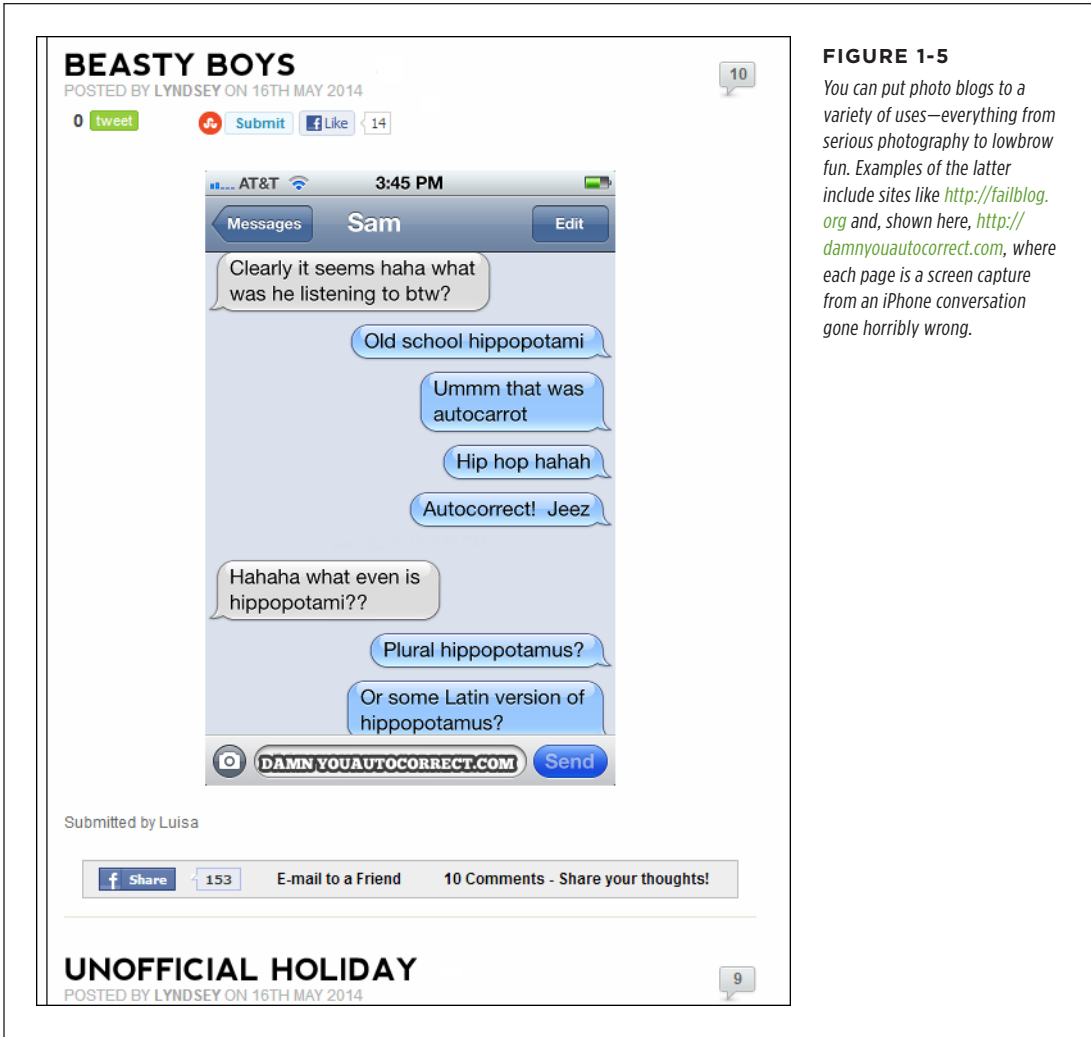 BEASTY BOYS
POSTED BY LYNDSEY ON 16TH MAY 2014
10
0 tweet
Submit
Like
14
AT&T
3:45 PM
Messages
Sam
Edit
Clearly it seems haha what
was he listening to btw?
Old school hippopotami
Ummm that was
autocarrot
Hip hop hahah
Autocorrect! Jeez
Hahaha what even is
hippopotami??
Plural hippopotamus?
Or some Latin version of
hippopotamus?
DAMNYOUAUTOCORRECT.COM
Send
Submitted by Luisa
f Share
153
E-mail to a Friend
10 Comments - Share your thoughts!
UNOFFICIAL HOLIDAY
POSTED BY LYNDSEY ON 16TH MAY 2014
9
FIGURE 1-5
You can put photo blogs to a
variety of uses—everything from
serious photography to lowbrow
fun. Examples of the latter
include sites like http://failblog.
org and, shown here, http://
damnyouautocorrect.com, where
each page is a screen capture
from an iPhone conversation
gone horribly wrong.